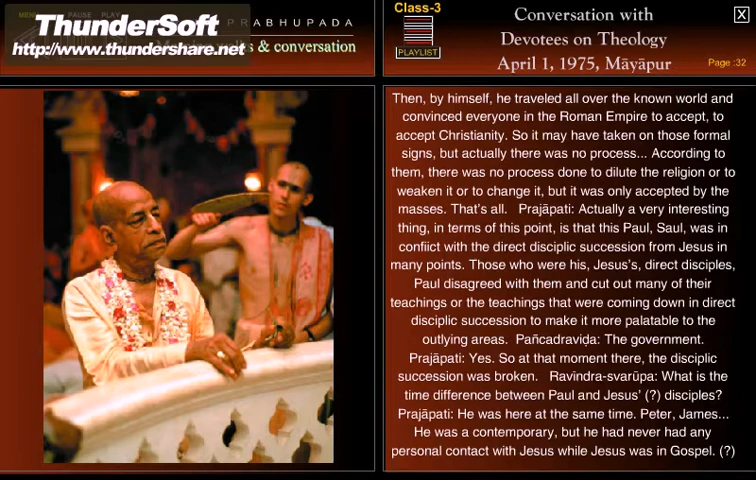 MENU PAUSE PLAY
ThunderSoft
http://www.thundershare.net
PRABHUPADA
& conversation
Class-3
PLAYLIST
Conversation with
Devotees on Theology
April 1, 1975, Māyāpur
Page :32
X
Then, by himself, he traveled all over the known world and
convinced everyone in the Roman Empire to accept, to
accept Christianity. So it may have taken on those formal
signs, but actually there was no process... According to
them, there was no process done to dilute the religion or to
weaken it or to change it, but it was only accepted by the
masses. That's all. Prajāpati: Actually a very interesting
thing, in terms of this point, is that this Paul, Saul, was in
conflict with the direct disciplic succession from Jesus in
many points. Those who were his, Jesus's, direct disciples,
Paul disagreed with them and cut out many of their
teachings or the teachings that were coming down in direct
disciplic succession to make it more palatable to the
outlying areas. Pañcadraviḍa: The government.
Prajāpati: Yes. So at that moment there, the disciplic
succession was broken. Ravīndra-svarūpa: What is the
time difference between Paul and Jesus' (?) disciples?
Prajāpati: He was here at the same time. Peter, James...
He was a contemporary, but he had never had any
personal contact with Jesus while Jesus was in Gospel. (?)